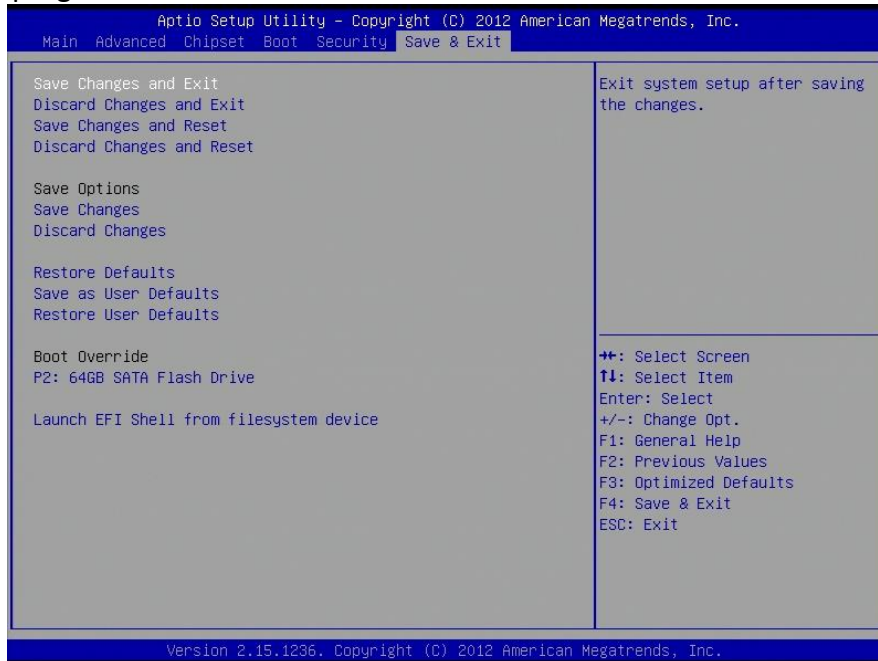 Aptio Setup Utility – Copyright (C) 2012 American Megatrends, Inc.
Main Advanced Chipset Boot Security Save & Exit
Save Changes and Exit
Discard Changes and Exit
Save Changes and Reset
Discard Changes and Reset
Save Options
Save Changes
Discard Changes
Restore Defaults
Save as User Defaults
Restore User Defaults
Boot Override
P2: 64GB SATA Flash Drive
Launch EFI Shell from filesystem device
Exit system setup after saving
the changes.
→←: Select Screen
↑↓: Select Item
Enter: Select
+/-: Change Opt.
F1: General Help
F2: Previous Values
F3: Optimized Defaults
F4: Save & Exit
ESC: Exit
Version 2.15.1236. Copyright (C) 2012 American Megatrends, Inc.